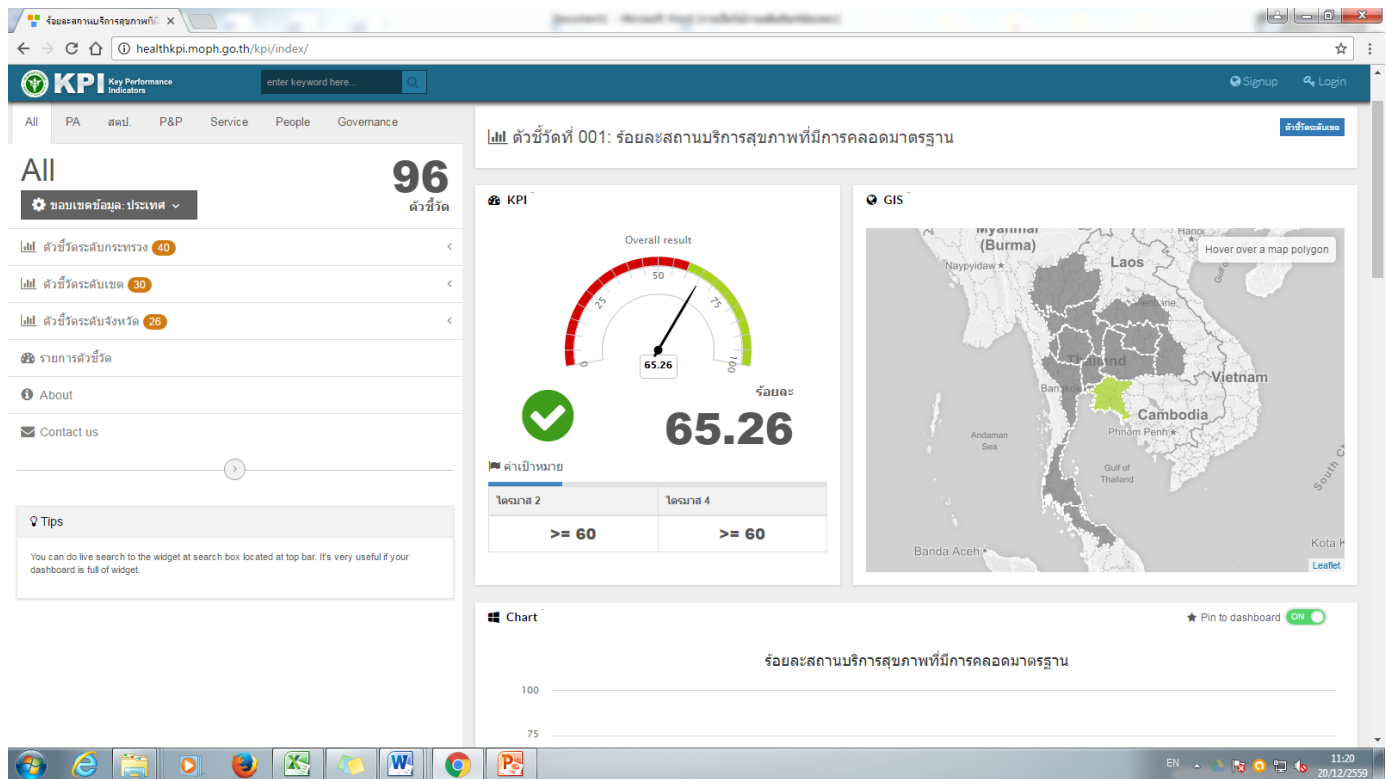 ร้อยละสถานบริการสุขภาพที่มี
healthkpi.moph.go.th/kpi/index/
KPI Key Performance Indicators
enter keyword here...
Signup
Login
All PA สตป. P&P Service People Governance
All
96
ตัวชี้วัด
ขอบเขตข้อมูล: ประเทศ
ตัวชี้วัดระดับกระทรวง 40
ตัวชี้วัดระดับเขต 30
ตัวชี้วัดระดับจังหวัด 26
รายการตัวชี้วัด
About
Contact us
Tips
You can do live search to the widget at search box located at top bar. It's very useful if your
dashboard is full of widget.
ตัวชี้วัดที่ 001: ร้อยละสถานบริการสุขภาพที่มีการคลอดมาตรฐาน
ตัวชี้วัดระดับเขต
KPI
Overall result
0 25 50 75 100
0
65.26
ร้อยละ
65.26
ค่าเป้าหมาย
ไตรมาส 2 ไตรมาส 4
>= 60 >= 60
GIS
Hover over a map polygon
Myanmar
(Burma)
Naypyidaw
Hanoi
Laos
Vientiane
Thailand
Bangkok
Vietnam
Cambodia
Phnom Penh
Andaman
Sea
Gulf of
Thailand
South C
Banda Aceh
Kota K
Leaflet
Chart
Pin to dashboard ON
ร้อยละสถานบริการสุขภาพที่มีการคลอดมาตรฐาน
100
75
EN
11:20
20/12/2559